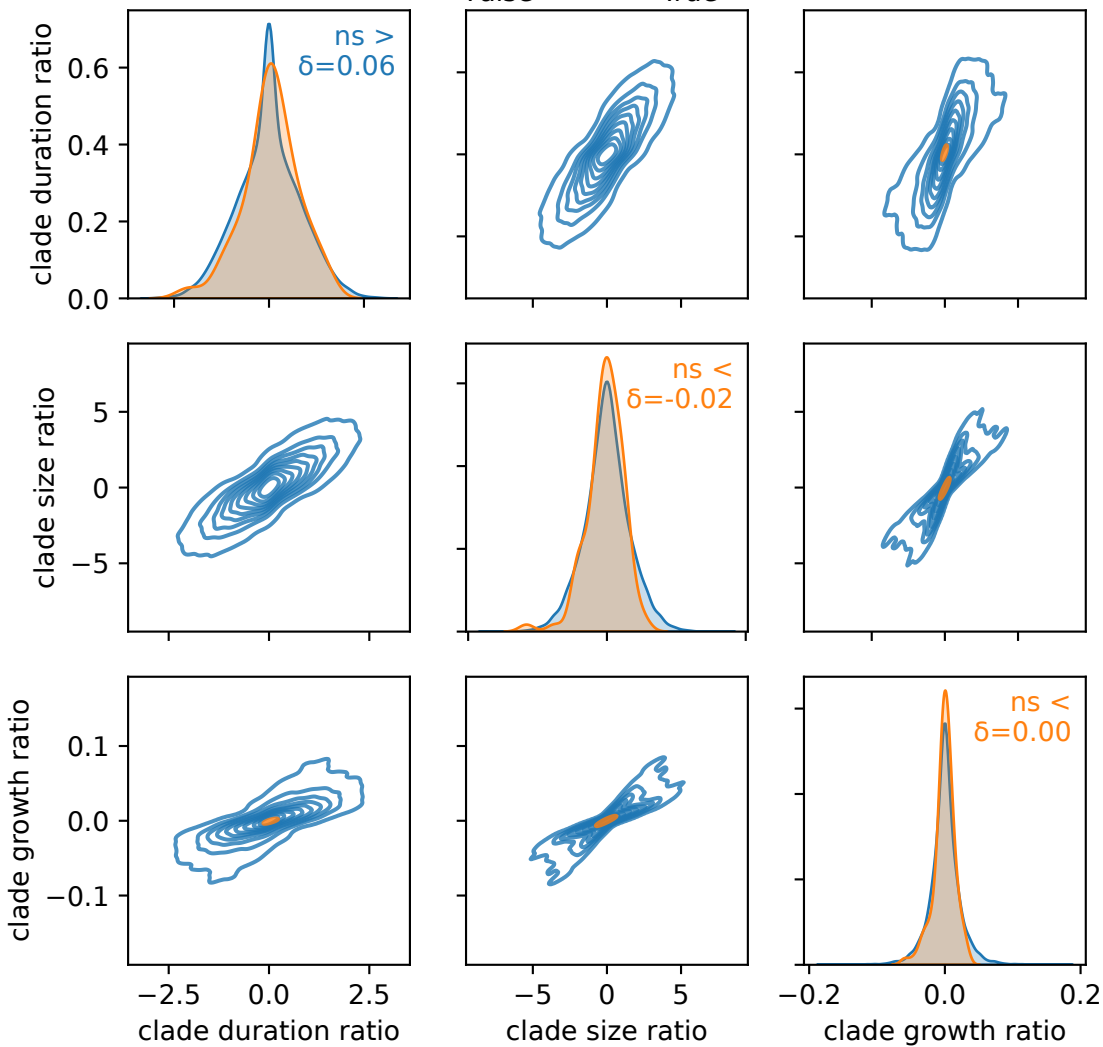 ns >
δ=0.06
clade duration ratio
0.6
0.4
0.2
0.0
ns <
δ=-0.02
clade size ratio
5
0
−5
ns <
δ=0.00
clade growth ratio
0.1
0.0
−0.1
−2.5 0.0 2.5 −5 0 5 −0.2 0.0 0.2
clade duration ratio clade size ratio clade growth ratio